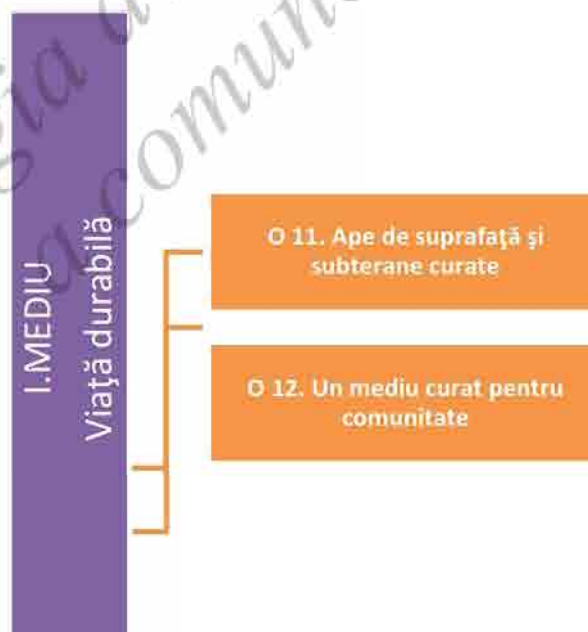 I.MEDIU
Viaţă durabilă
O 11. Ape de suprafaţă şi
subterane curate
O 12. Un mediu curat pentru
comunitate